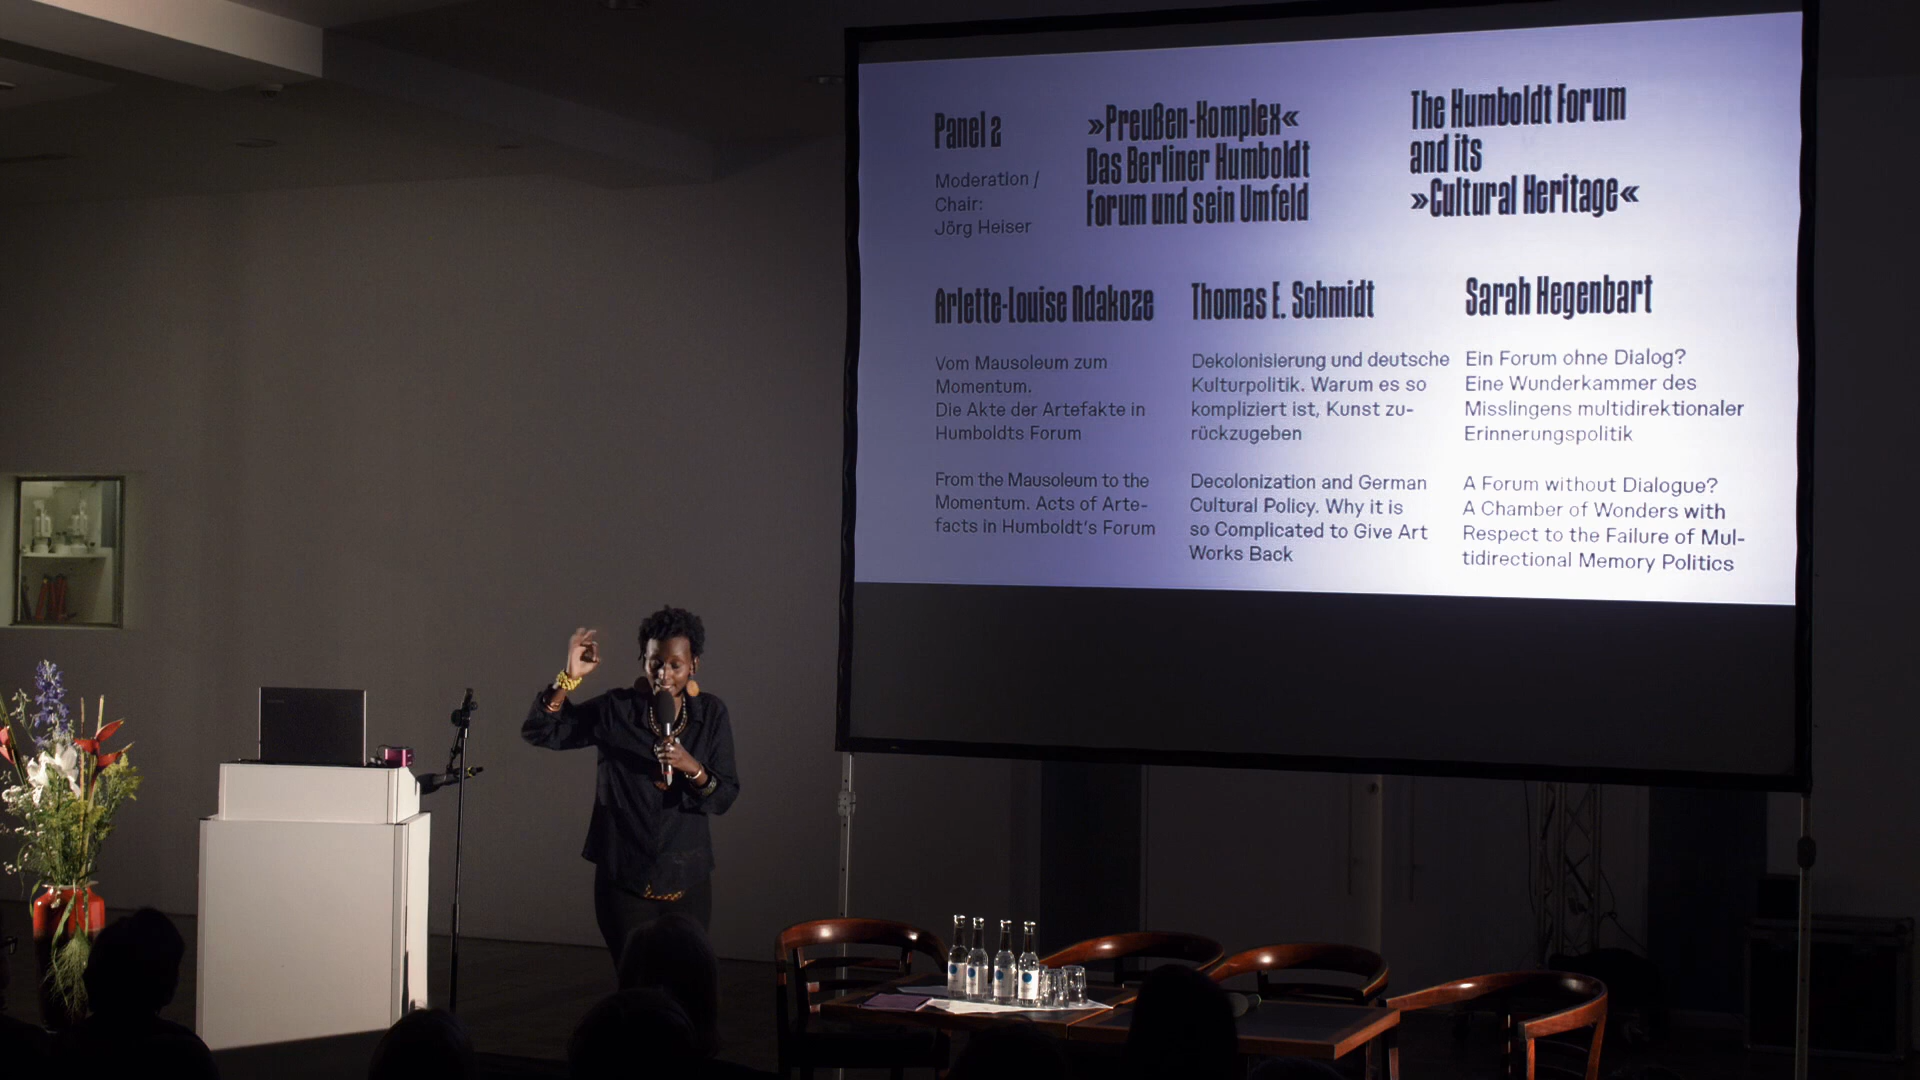 Panel 2
Moderation /
Chair:
Jörg Heiser
»Preußen-Komplex«
Das Berliner Humboldt
Forum und sein Umfeld
The Humboldt Forum
and its
»Cultural Heritage«
Arlette-Louise Ndakoze
Vom Mausoleum zum
Momentum.
Die Akte der Artefakte in
Humboldts Forum
From the Mausoleum to the
Momentum. Acts of Arte-
facts in Humboldt's Forum
Thomas E. Schmidt
Dekolonisierung und deutsche
Kulturpolitik. Warum es so
kompliziert ist, Kunst zu-
rückzugeben
Decolonization and German
Cultural Policy. Why it is
so Complicated to Give Art
Works Back
Sarah Hegenbart
Ein Forum ohne Dialog?
Eine Wunderkammer des
Misslingens multidirektionaler
Erinnerungspolitik
A Forum without Dialogue?
A Chamber of Wonders with
Respect to the Failure of Mul-
tidirectional Memory Politics